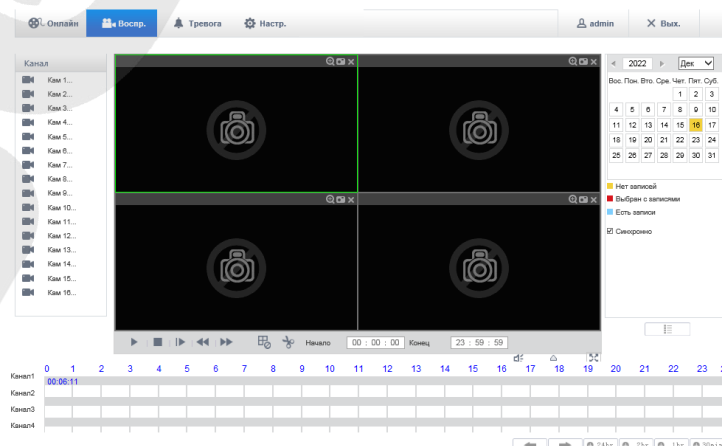 Онлайн Воспр. Тревога Настр. admin Вых.
Канал
Кам 1...
Кам 2...
Кам 3...
Кам 4...
Кам 5...
Кам 6...
Кам 7...
Кам 8...
Кам 9...
Кам 10...
Кам 11...
Кам 12...
Кам 13...
Кам 14...
Кам 15...
Кам 16...
2022 Дек
Вос. Пон. Вто. Сре. Чет. Пят. Суб.
1 2 3
4 5 6 7 8 9 10
11 12 13 14 15 16 17
18 19 20 21 22 23 24
25 26 27 28 29 30 31
Нет записей
Выбран с записями
Есть записи
Синхронно
Начало 00 : 00 : 00 Конец 23 : 59 : 59
0 1 2 3 4 5 6 7 8 9 10 11 12 13 14 15 16 17 18 19 20 21 22 23
Канал1 00:06:11
Канал2
Канал3
Канал4